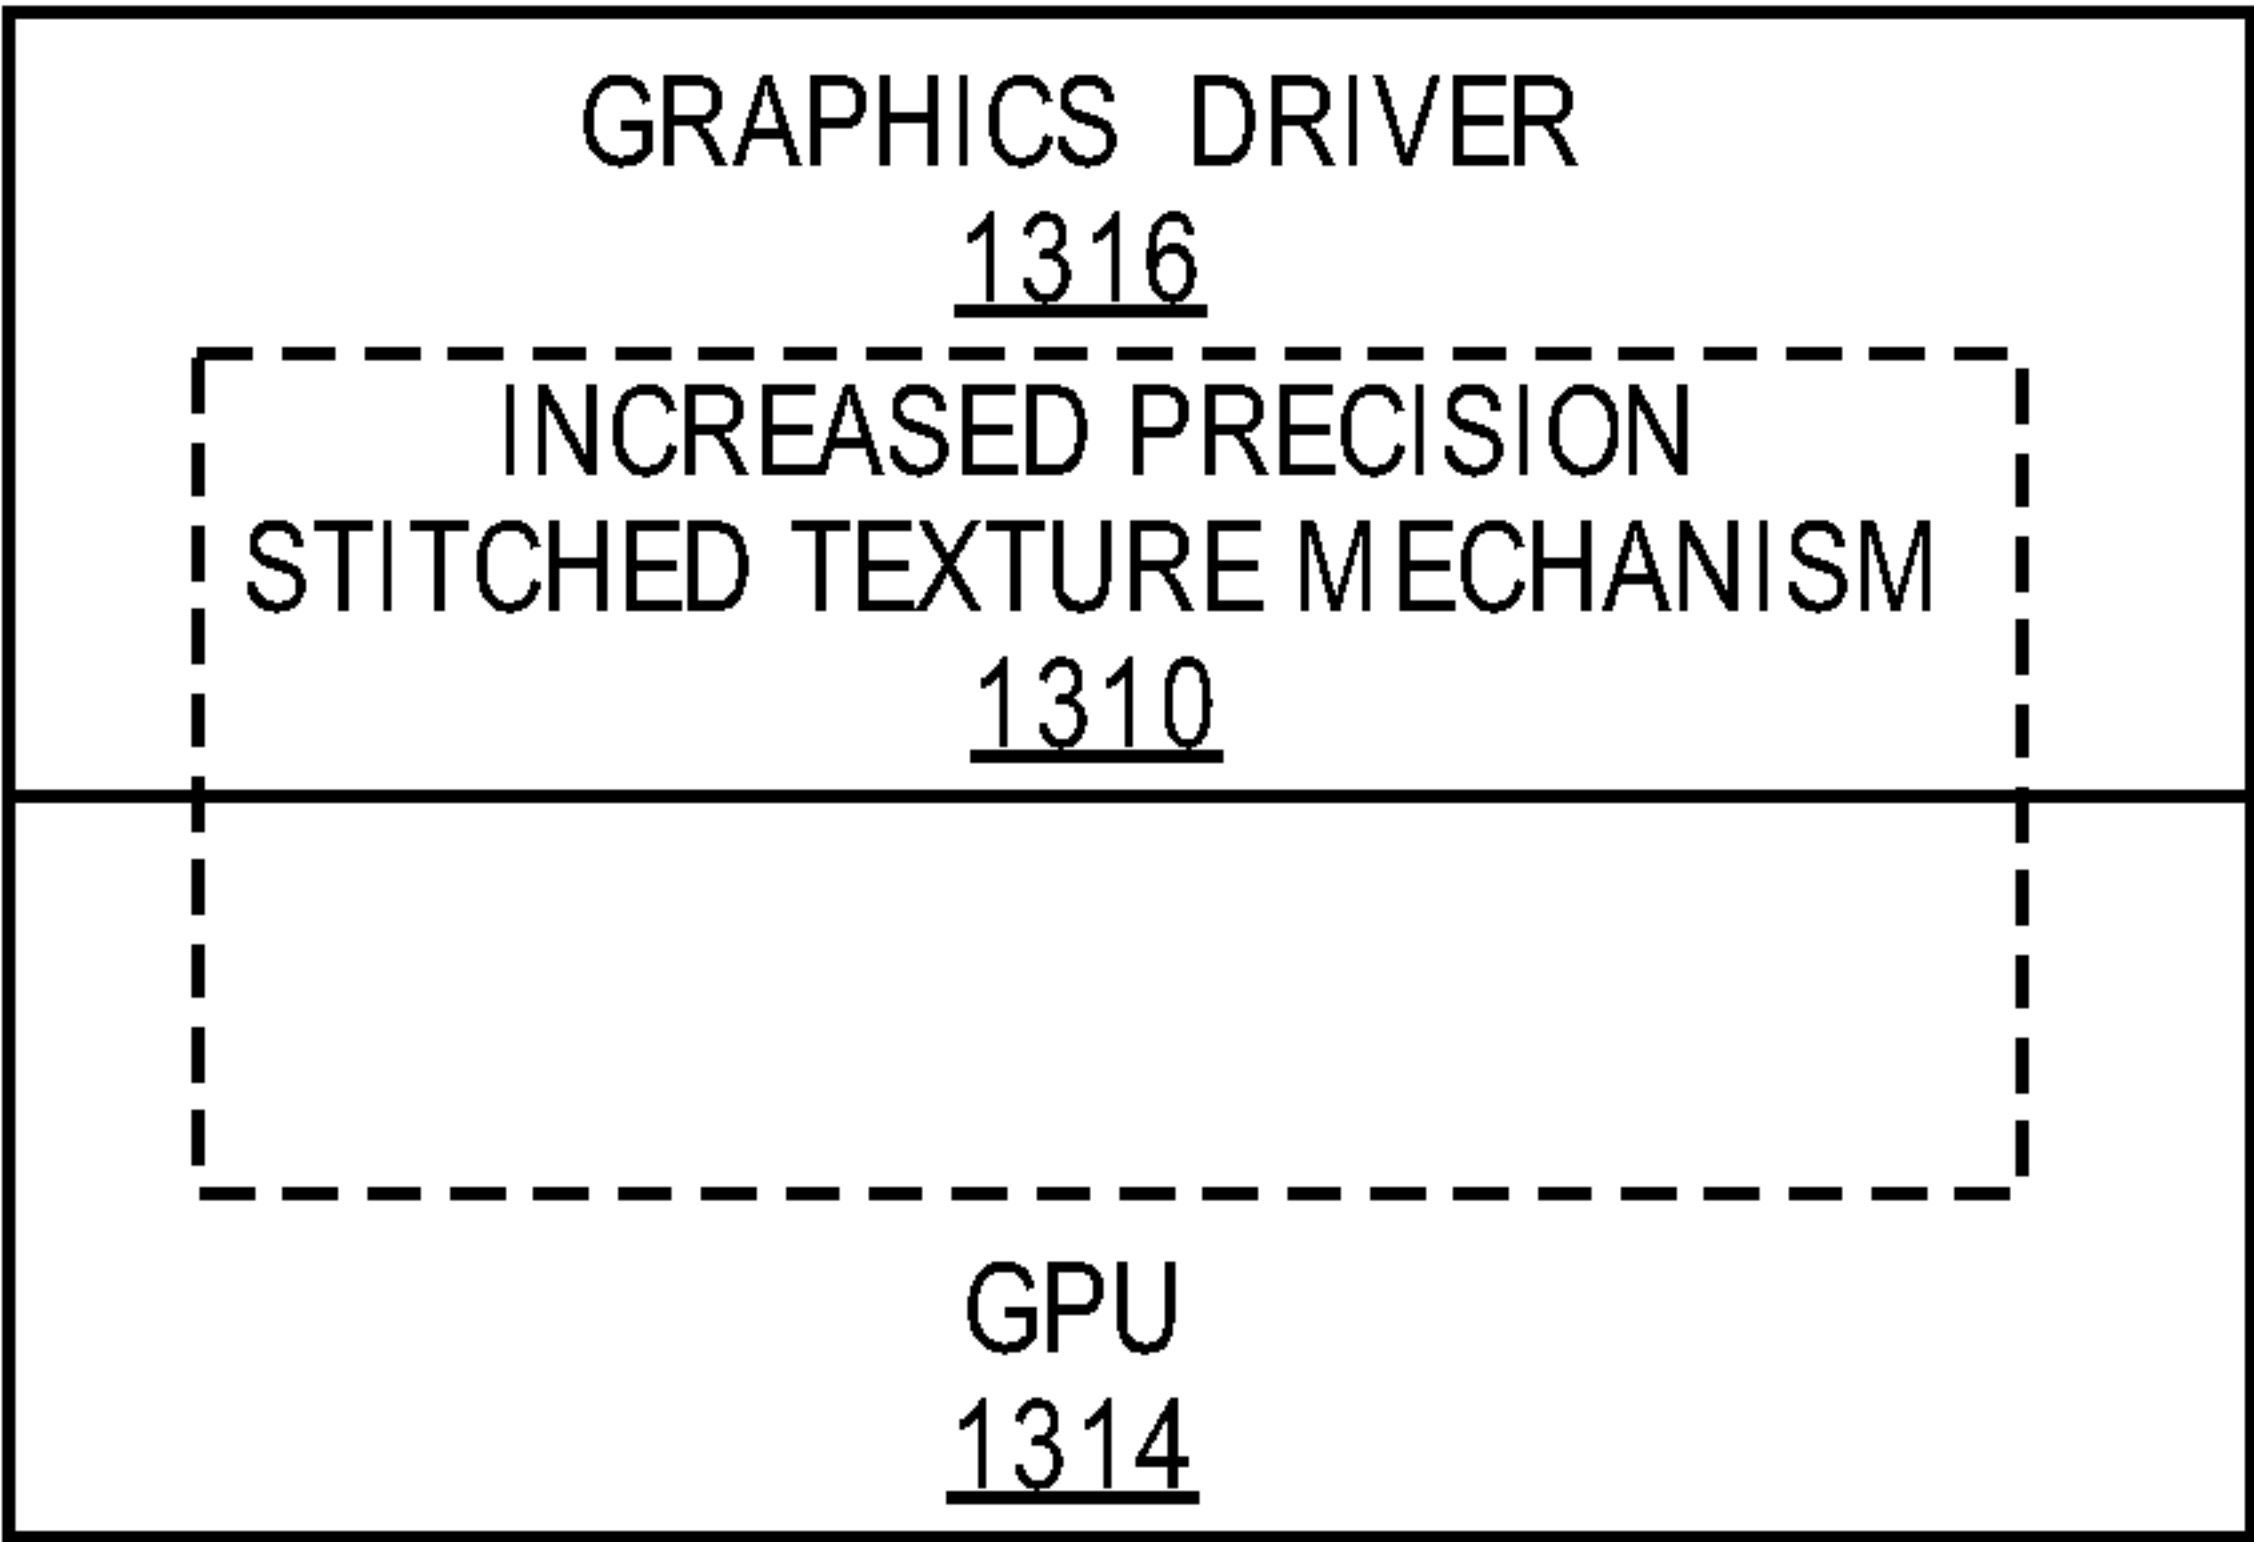 GRAPHICS DRIVER
1316
INCREASED PRECISION
STITCHED TEXTURE MECHANISM
1310
GPU
1314